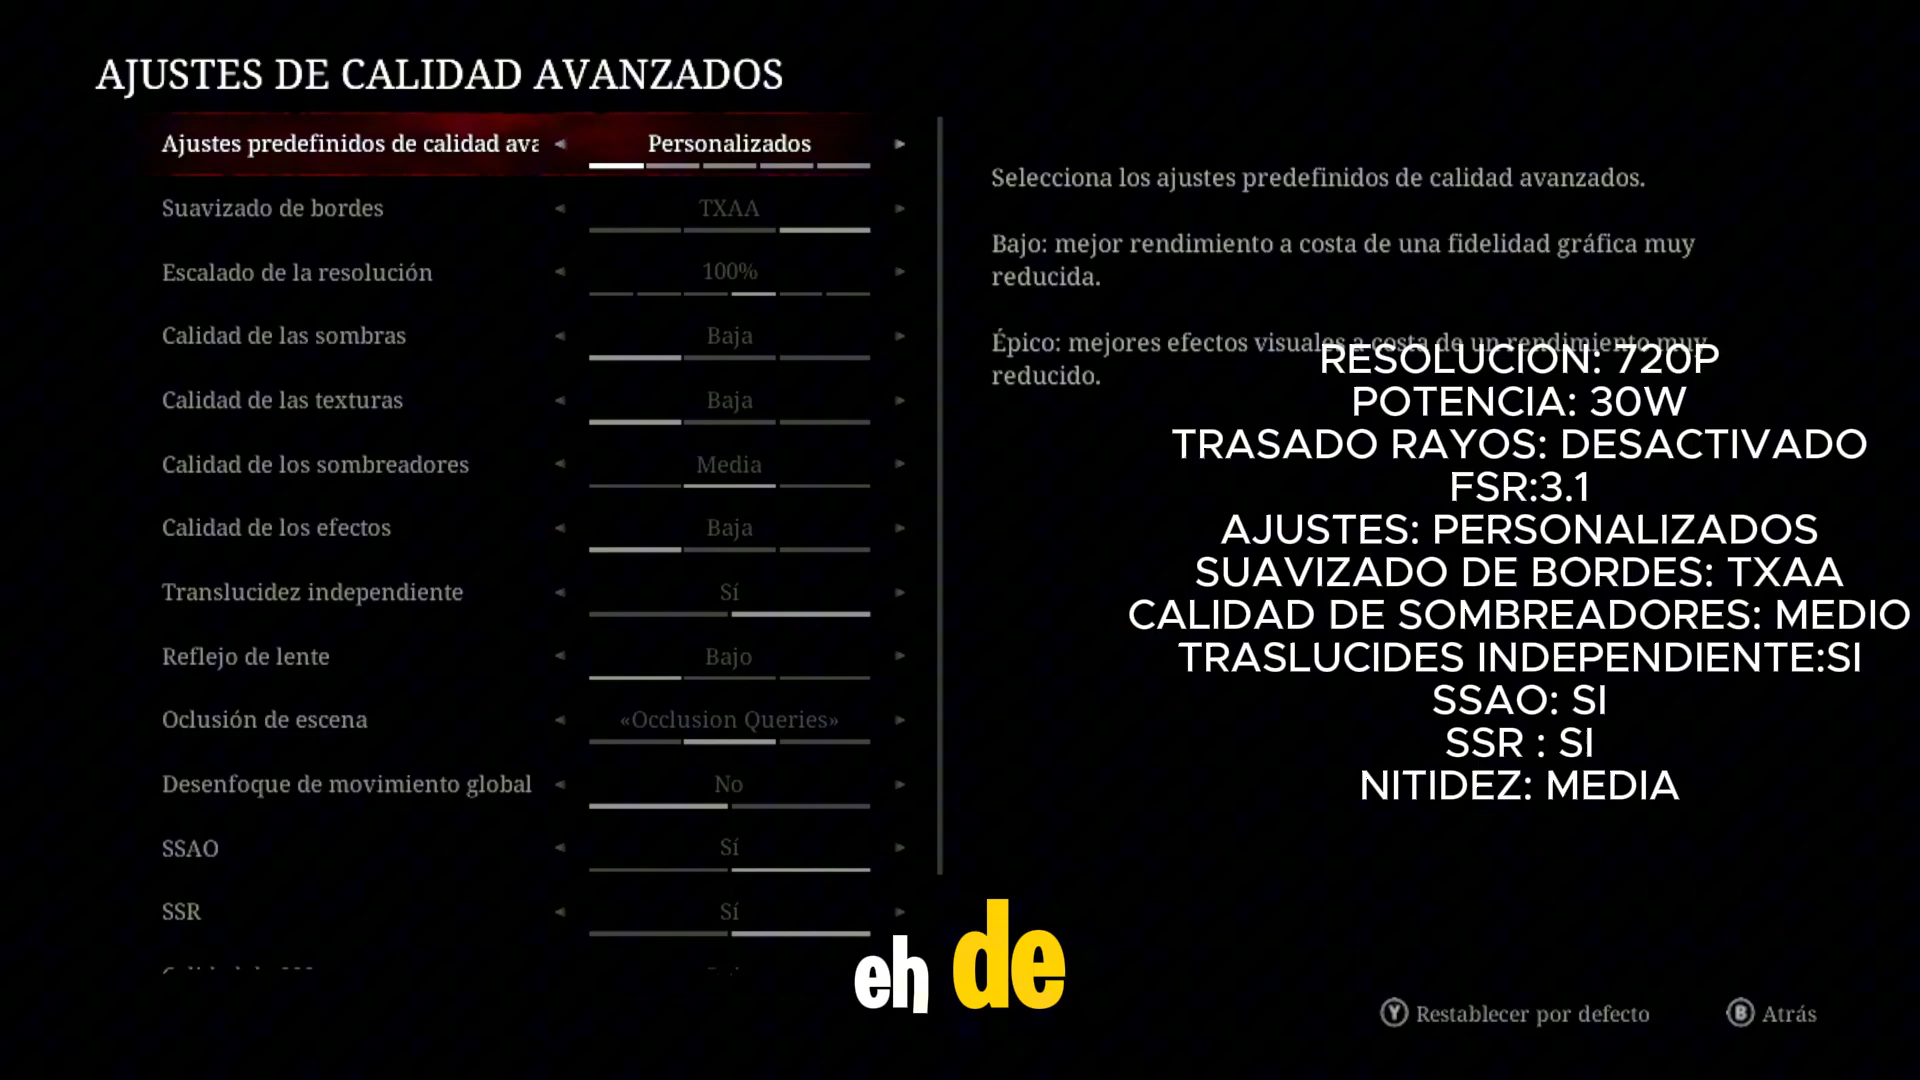 AJUSTES DE CALIDAD AVANZADOS
Ajustes predefinidos de calidad ava
Personalizados
Suavizado de bordes
TXAA
Escalado de la resolución
100%
Calidad de las sombras
Baja
Calidad de las texturas
Baja
Calidad de los sombreadores
Media
Calidad de los efectos
Baja
Translucidez independiente
Sí
Reflejo de lente
Bajo
Oclusión de escena
«Occlusion Queries»
Desenfoque de movimiento global
No
SSAO
Sí
SSR
Sí
Selecciona los ajustes predefinidos de calidad avanzados.
Bajo: mejor rendimiento a costa de una fidelidad gráfica muy
reducida.
Épico: mejores efectos visuales a costa de un rendimiento muy
reducido.
RESOLUCION: 720P
POTENCIA: 30W
TRASADO RAYOS: DESACTIVADO
FSR:3.1
AJUSTES: PERSONALIZADOS
SUAVIZADO DE BORDES: TXAA
CALIDAD DE SOMBREADORES: MEDIO
TRASLUCIDES INDEPENDIENTE:SI
SSAO: SI
SSR : SI
NITIDEZ: MEDIA
eh de
Y Restablecer por defecto
B Atrás